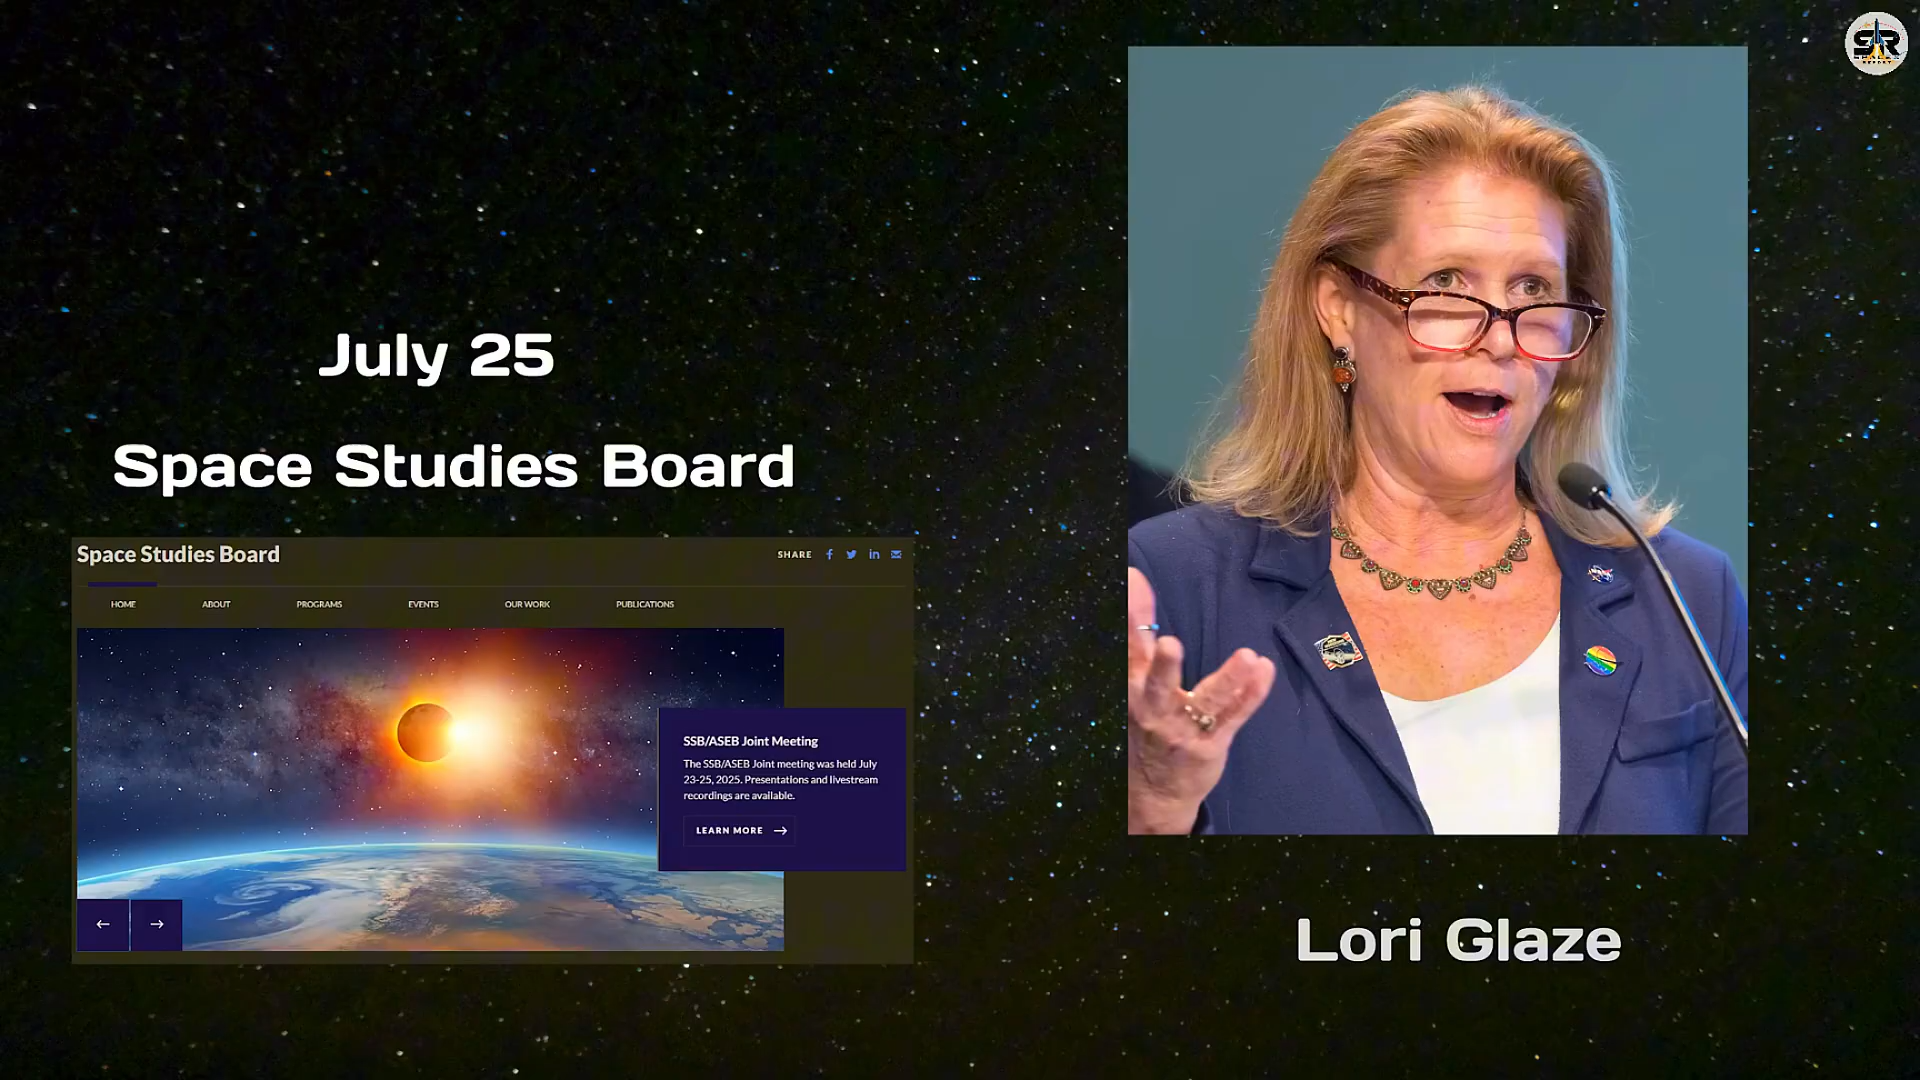 SR
REPORT
July 25
Space Studies Board
Space Studies Board
SHARE
HOME
ABOUT
PROGRAMS
EVENTS
OUR WORK
PUBLICATIONS
SSB/ASEB Joint Meeting
The SSB/ASEB Joint meeting was held July
23-25, 2025. Presentations and livestream
recordings are available.
LEARN MORE
Lori Glaze